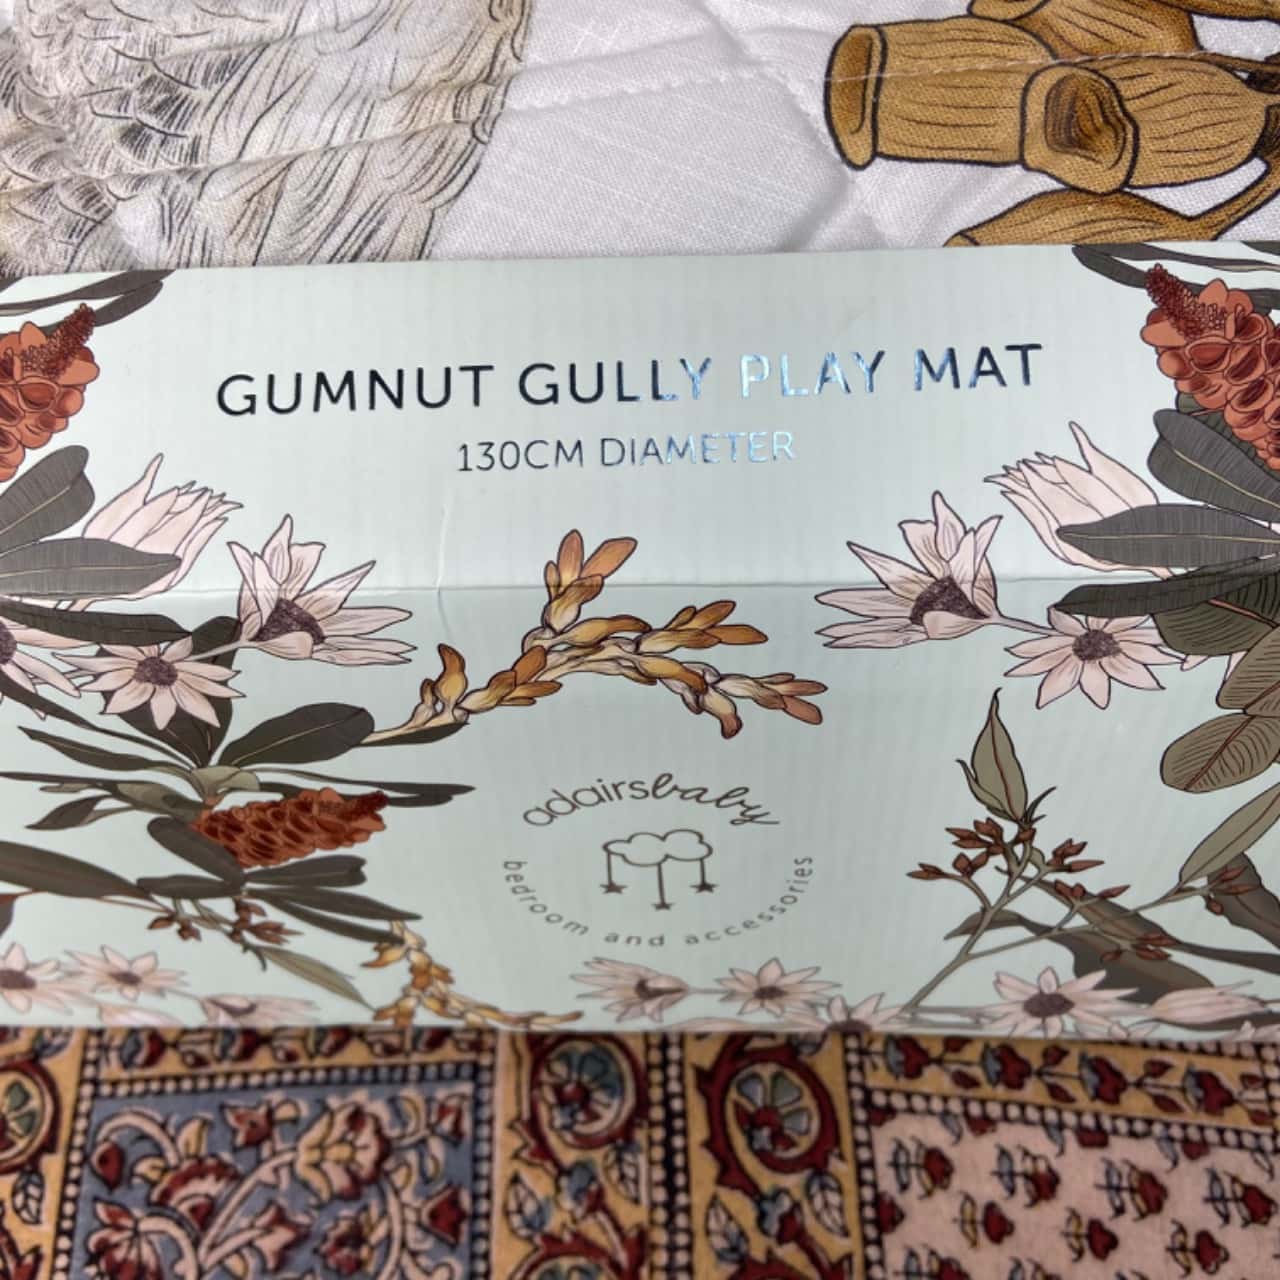 GUMNUT GULLY PLAY MAT
130CM DIAMETER
adairsbaby
bedroom and accessories